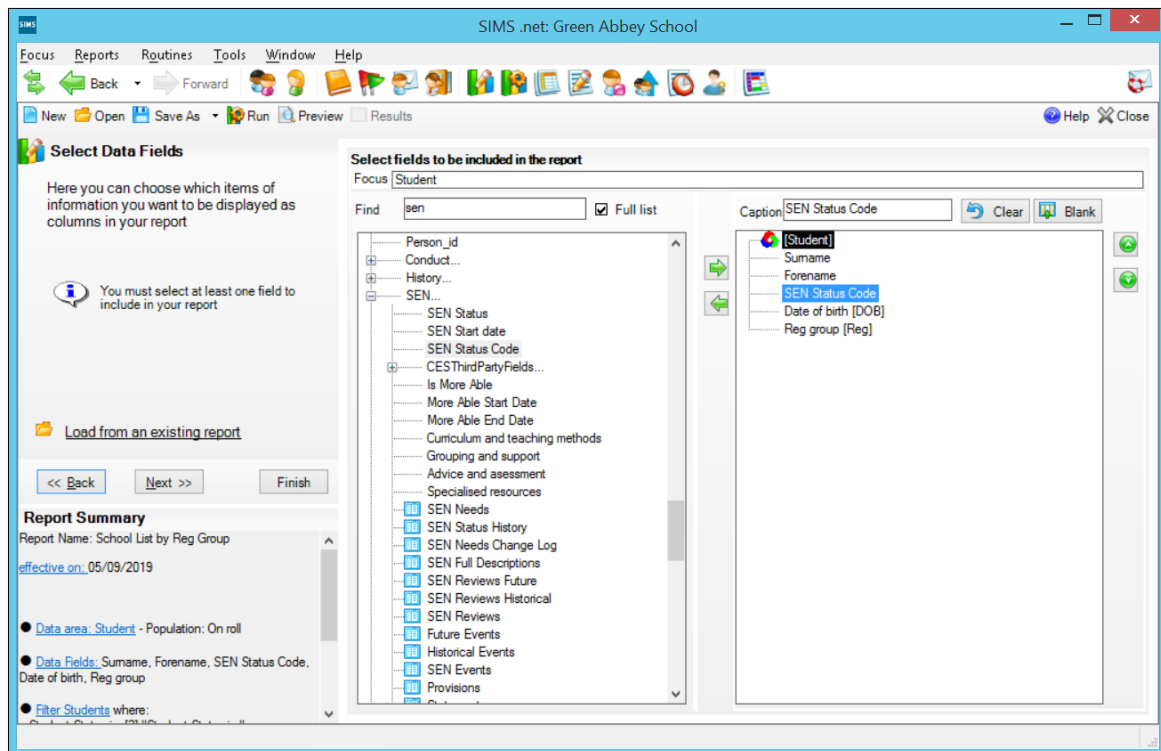 SIMS
SIMS .net: Green Abbey School
Focus Reports Routines Tools Window Help
Back Forward
New Open Save As Run Preview Results Help Close
Select Data Fields
Here you can choose which items of
information you want to be displayed as
columns in your report
You must select at least one field to
include in your report
Load from an existing report
<< Back Next >> Finish
Report Summary
Report Name: School List by Reg Group
effective on: 05/09/2019
Data area: Student - Population: On roll
Data Fields: Surname, Forename, SEN Status Code,
Date of birth, Reg group
Filter Students where:
Select fields to be included in the report
Focus Student
Find sen Full list
Person_id
Conduct...
History...
SEN...
SEN Status
SEN Start date
SEN Status Code
CESThirdPartyFields...
Is More Able
More Able Start Date
More Able End Date
Curriculum and teaching methods
Grouping and support
Advice and asessment
Specialised resources
SEN Needs
SEN Status History
SEN Needs Change Log
SEN Full Descriptions
SEN Reviews Future
SEN Reviews Historical
SEN Reviews
Future Events
Historical Events
SEN Events
Provisions
Caption SEN Status Code Clear Blank
[Student]
Surname
Forename
SEN Status Code
Date of birth [DOB]
Reg group [Reg]